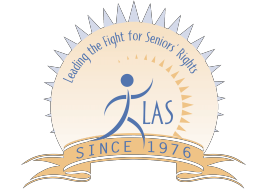 Leading the Fight for Seniors' Rights
LAS
SINCE 1976